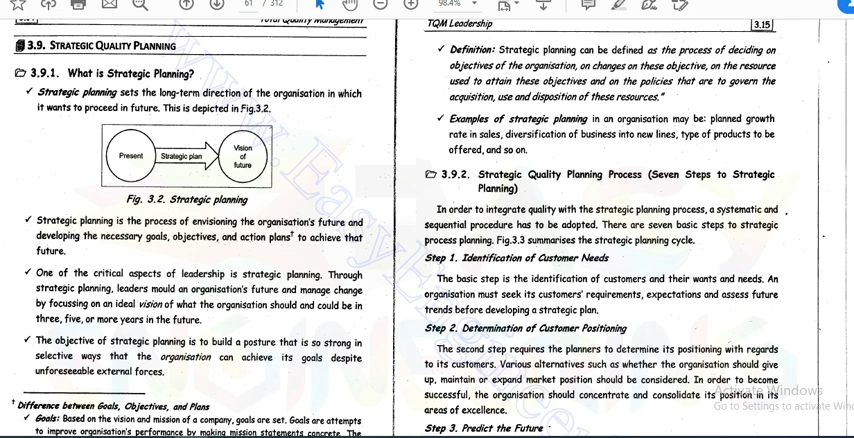 61 / 312
98.4%
Total Quality Management
3.9. STRATEGIC QUALITY PLANNING
3.9.1. What is Strategic Planning?
✓ Strategic planning sets the long-term direction of the organisation in which
it wants to proceed in future. This is depicted in Fig.3.2.
Present
Strategic plan
Vision
of
future
Fig. 3.2. Strategic planning
✓ Strategic planning is the process of envisioning the organisation's future and
developing the necessary goals, objectives, and action plans† to achieve that
future.
✓ One of the critical aspects of leadership is strategic planning. Through
strategic planning, leaders mould an organisation's future and manage change
by focussing on an ideal vision of what the organisation should and could be in
three, five, or more years in the future.
✓ The objective of strategic planning is to build a posture that is so strong in
selective ways that the organisation can achieve its goals despite
unforeseeable external forces.
† Difference between Goals, Objectives, and Plans
✓ Goals: Based on the vision and mission of a company, goals are set. Goals are attempts
to improve organisation's performance by making mission statements concrete. The
TQM Leadership
3.15
✓ Definition: Strategic planning can be defined as the process of deciding on
objectives of the organisation, on changes on these objective, on the resource
used to attain these objectives and on the policies that are to govern the
acquisition, use and disposition of these resources."
✓ Examples of strategic planning in an organisation may be: planned growth
rate in sales, diversification of business into new lines, type of products to be
offered, and so on.
3.9.2. Strategic Quality Planning Process (Seven Steps to Strategic
Planning)
In order to integrate quality with the strategic planning process, a systematic and
sequential procedure has to be adopted. There are seven basic steps to strategic
process planning. Fig.3.3 summarises the strategic planning cycle.
Step 1. Identification of Customer Needs
The basic step is the identification of customers and their wants and needs. An
organisation must seek its customers' requirements, expectations and assess future
trends before developing a strategic plan.
Step 2. Determination of Customer Positioning
The second step requires the planners to determine its positioning with regards
to its customers. Various alternatives such as whether the organisation should give
up, maintain or expand market position should be considered. In order to become
successful, the organisation should concentrate and consolidate its position in its
areas of excellence.
Step 3. Predict the Future
Activate Windows
Go to Settings to activate Wind